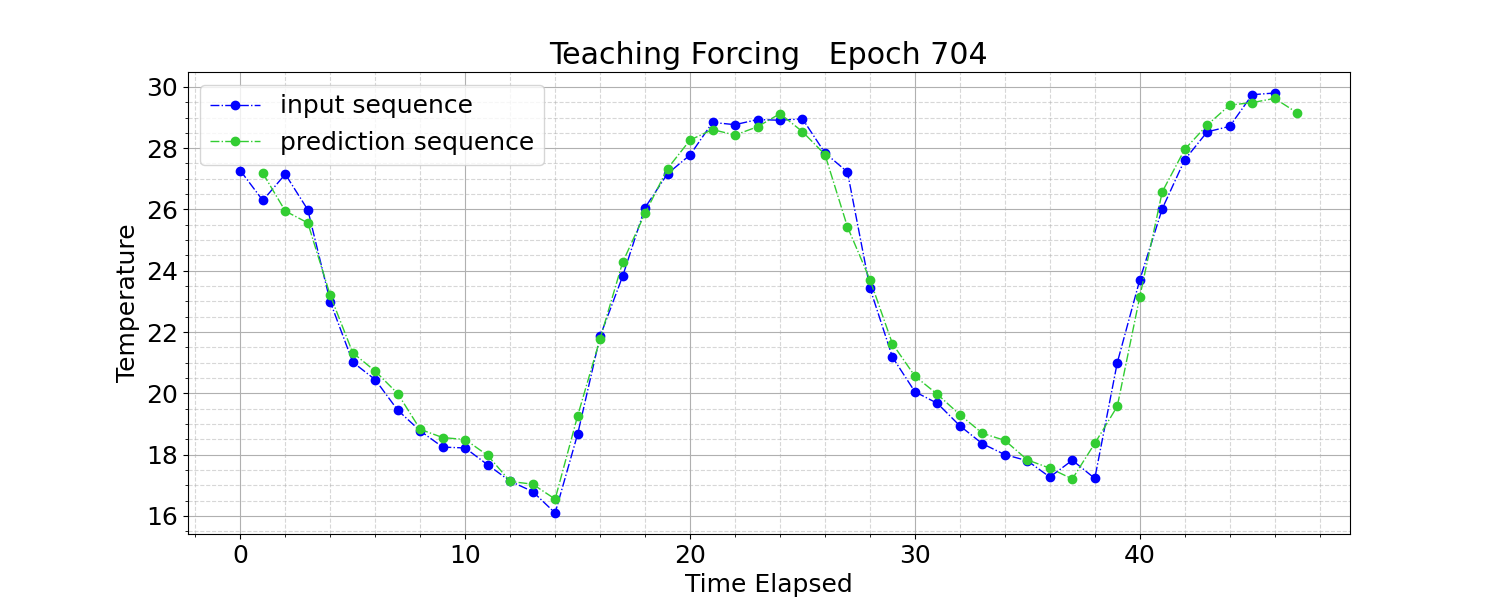 Teaching Forcing   Epoch 704
input sequence
prediction sequence
Temperature
30
28
26
24
22
20
18
16
0 10 20 30 40
Time Elapsed